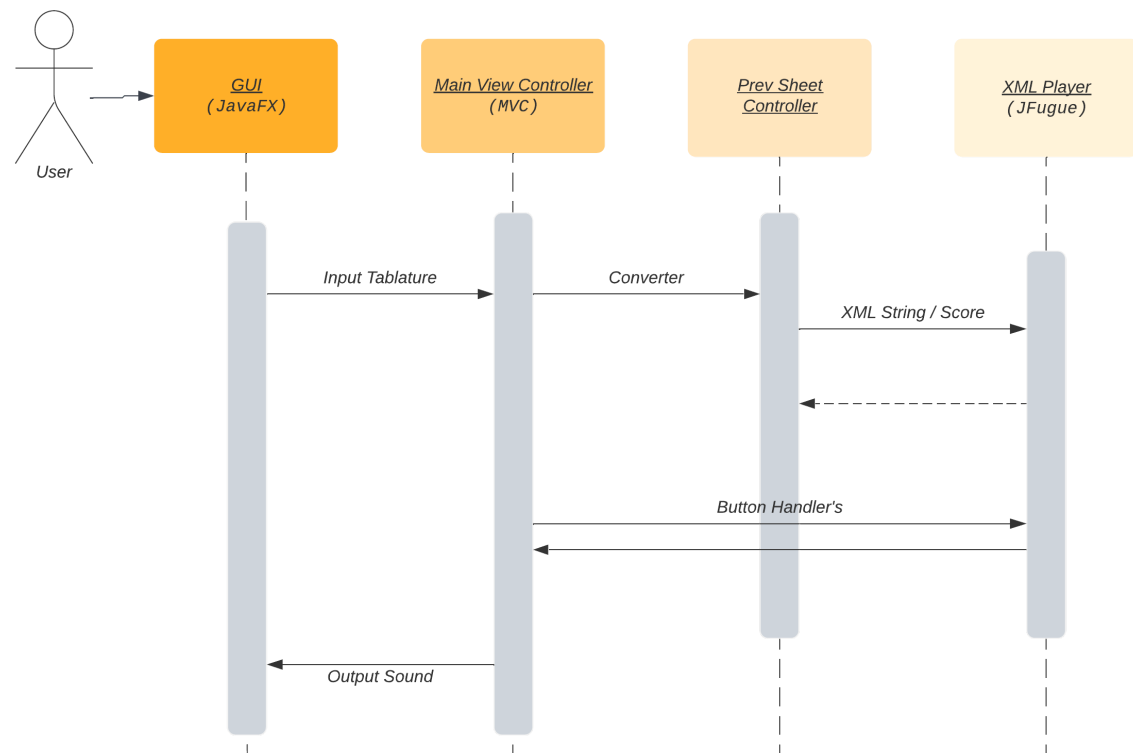 GUI
(JavaFX)
Main View Controller
(MVC)
Prev Sheet
Controller
XML Player
(JFugue)
User
Input Tablature
Converter
XML String / Score
Button Handler's
Output Sound